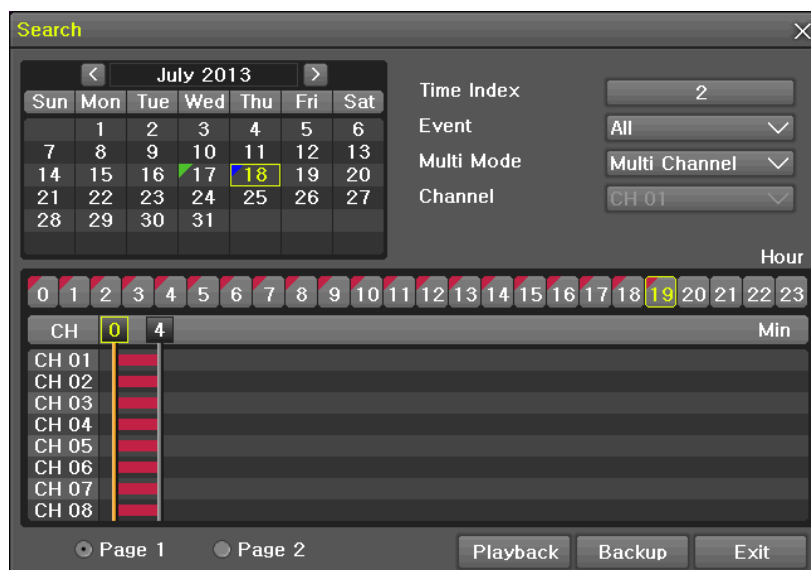 Search
< July 2013 >
Sun Mon Tue Wed Thu Fri Sat
1 2 3 4 5 6
7 8 9 10 11 12 13
14 15 16 17 18 19 20
21 22 23 24 25 26 27
28 29 30 31
Time Index 2
Event All
Multi Mode Multi Channel
Channel CH 01
Hour
0 1 2 3 4 5 6 7 8 9 10 11 12 13 14 15 16 17 18 19 20 21 22 23
CH 0 4 Min
CH 01
CH 02
CH 03
CH 04
CH 05
CH 06
CH 07
CH 08
Page 1 Page 2 Playback Backup Exit